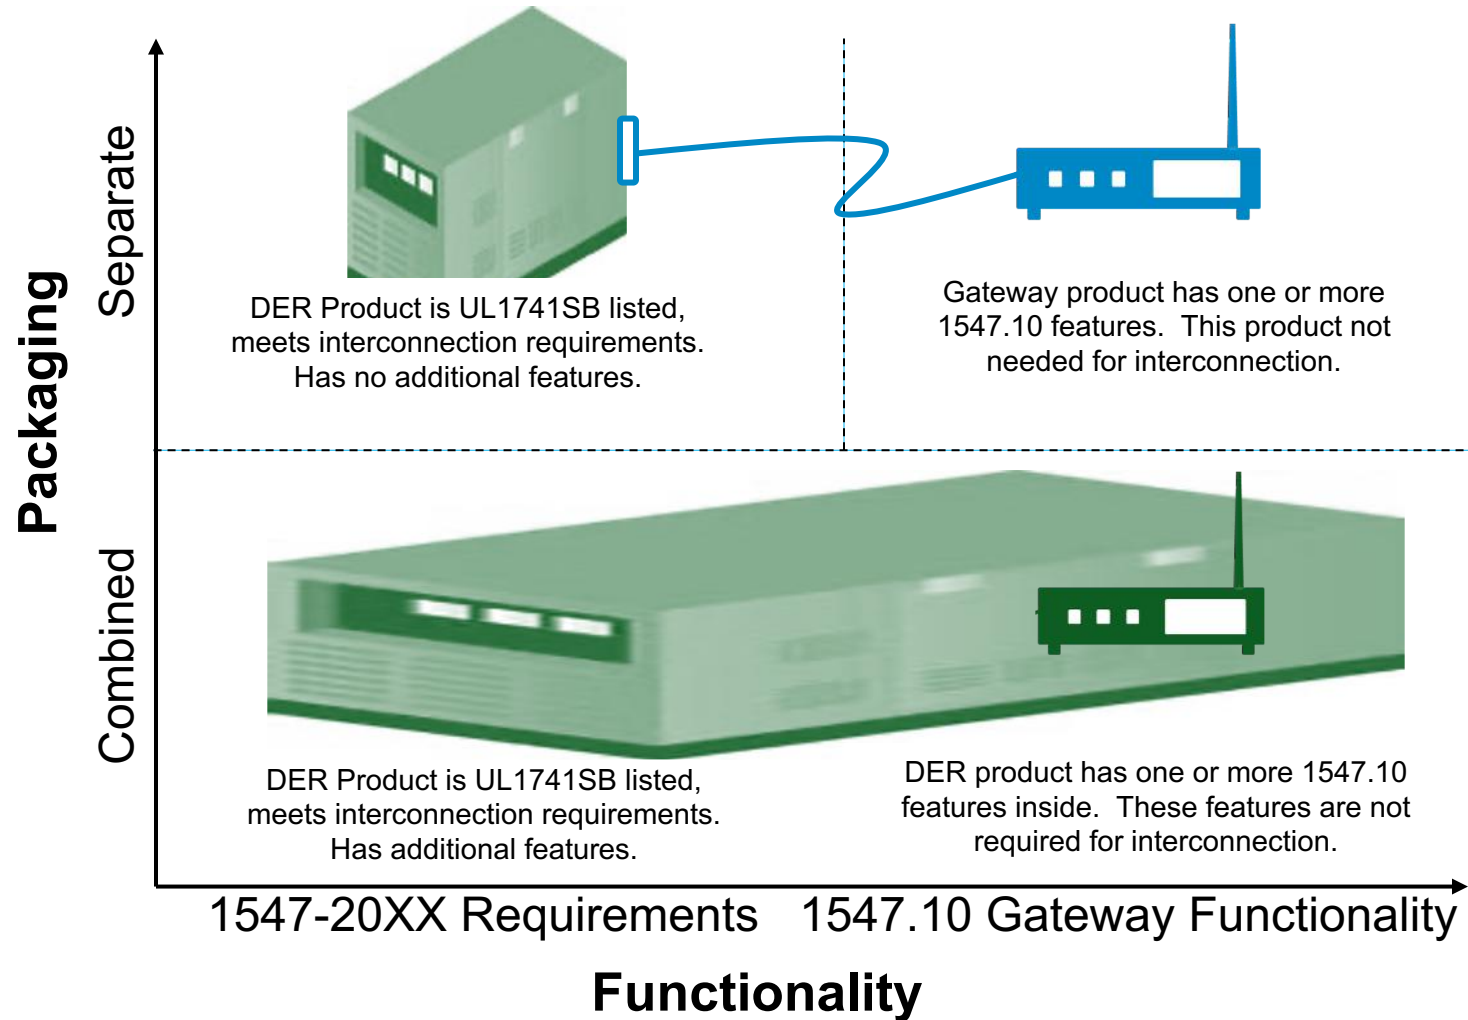 Packaging
Separate
DER Product is UL1741SB listed,
meets interconnection requirements.
Has no additional features.
Gateway product has one or more
1547.10 features.  This product not
needed for interconnection.
Combined
DER Product is UL1741SB listed,
meets interconnection requirements.
Has additional features.
DER product has one or more 1547.10
features inside.  These features are not
required for interconnection.
1547-20XX Requirements
1547.10 Gateway Functionality
Functionality